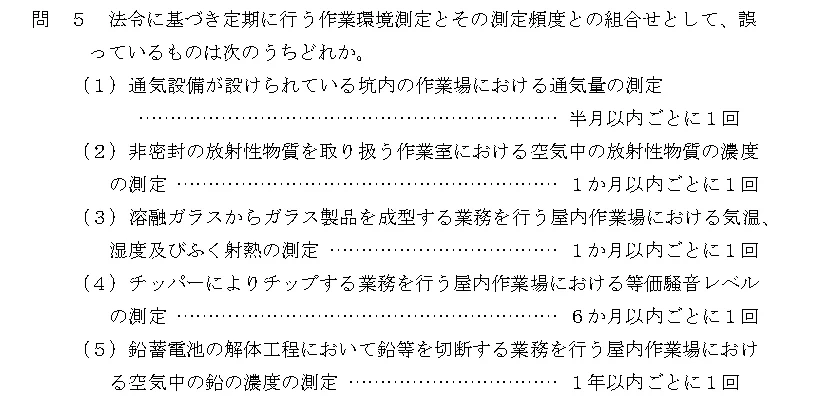 問　５　法令に基づき定期に行う作業環境測定とその測定頻度との組合せとして、誤
っているものは次のうちどれか。
（１）通気設備が設けられている坑内の作業場における通気量の測定
………………………………………………………… 半月以内ごとに１回
（２）非密封の放射性物質を取り扱う作業室における空気中の放射性物質の濃度
の測定 …………………………………………………… １か月以内ごとに１回
（３）溶融ガラスからガラス製品を成型する業務を行う屋内作業場における気温、
湿度及びふく射熱の測定 ……………………………… １か月以内ごとに１回
（４）チッパーによりチップする業務を行う屋内作業場における等価騒音レベル
の測定 …………………………………………………… ６か月以内ごとに１回
（５）鉛蓄電池の解体工程において鉛等を切断する業務を行う屋内作業場におけ
る空気中の鉛の濃度の測定 …………………………… １年以内ごとに１回